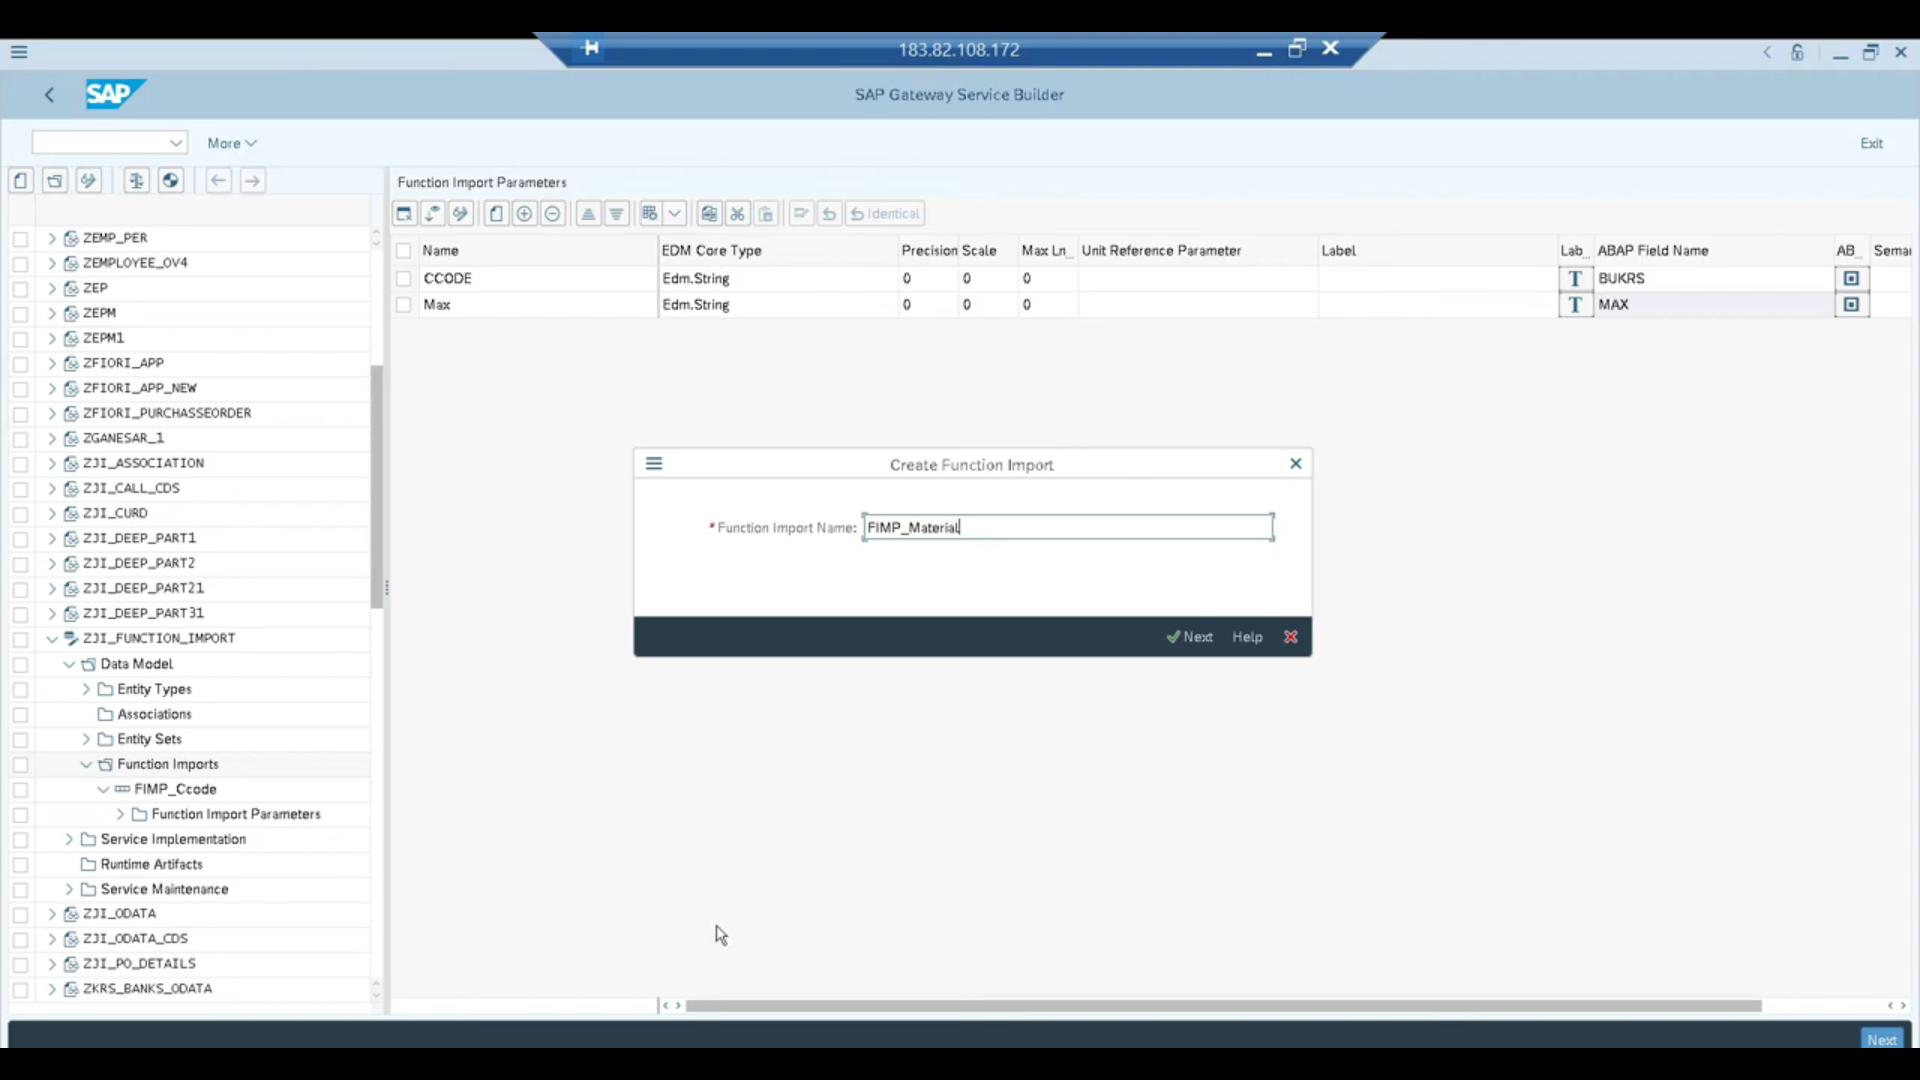 183.82.108.172
SAP
SAP Gateway Service Builder
More
Exit
Function Import Parameters
Identical
Name EDM Core Type Precision Scale Max Ln... Unit Reference Parameter Label Lab... ABAP Field Name AB... Seman
CCODE Edm.String 0 0 0 T BUKRS
Max Edm.String 0 0 0 T MAX
ZEMP_PER
ZEMPLOYEE_OV4
ZEP
ZEPM
ZEPM1
ZFIORI_APP
ZFIORI_APP_NEW
ZFIORI_PURCHASSEORDER
ZGANESAR_1
ZJI_ASSOCIATION
ZJI_CALL_CDS
ZJI_CURD
ZJI_DEEP_PART1
ZJI_DEEP_PART2
ZJI_DEEP_PART21
ZJI_DEEP_PART31
ZJI_FUNCTION_IMPORT
Data Model
Entity Types
Associations
Entity Sets
Function Imports
FIMP_Ccode
Function Import Parameters
Service Implementation
Runtime Artifacts
Service Maintenance
ZJI_ODATA
ZJI_ODATA_CDS
ZJI_PO_DETAILS
ZKRS_BANKS_ODATA
Create Function Import
* Function Import Name: FIMP_Material
Next Help
Next